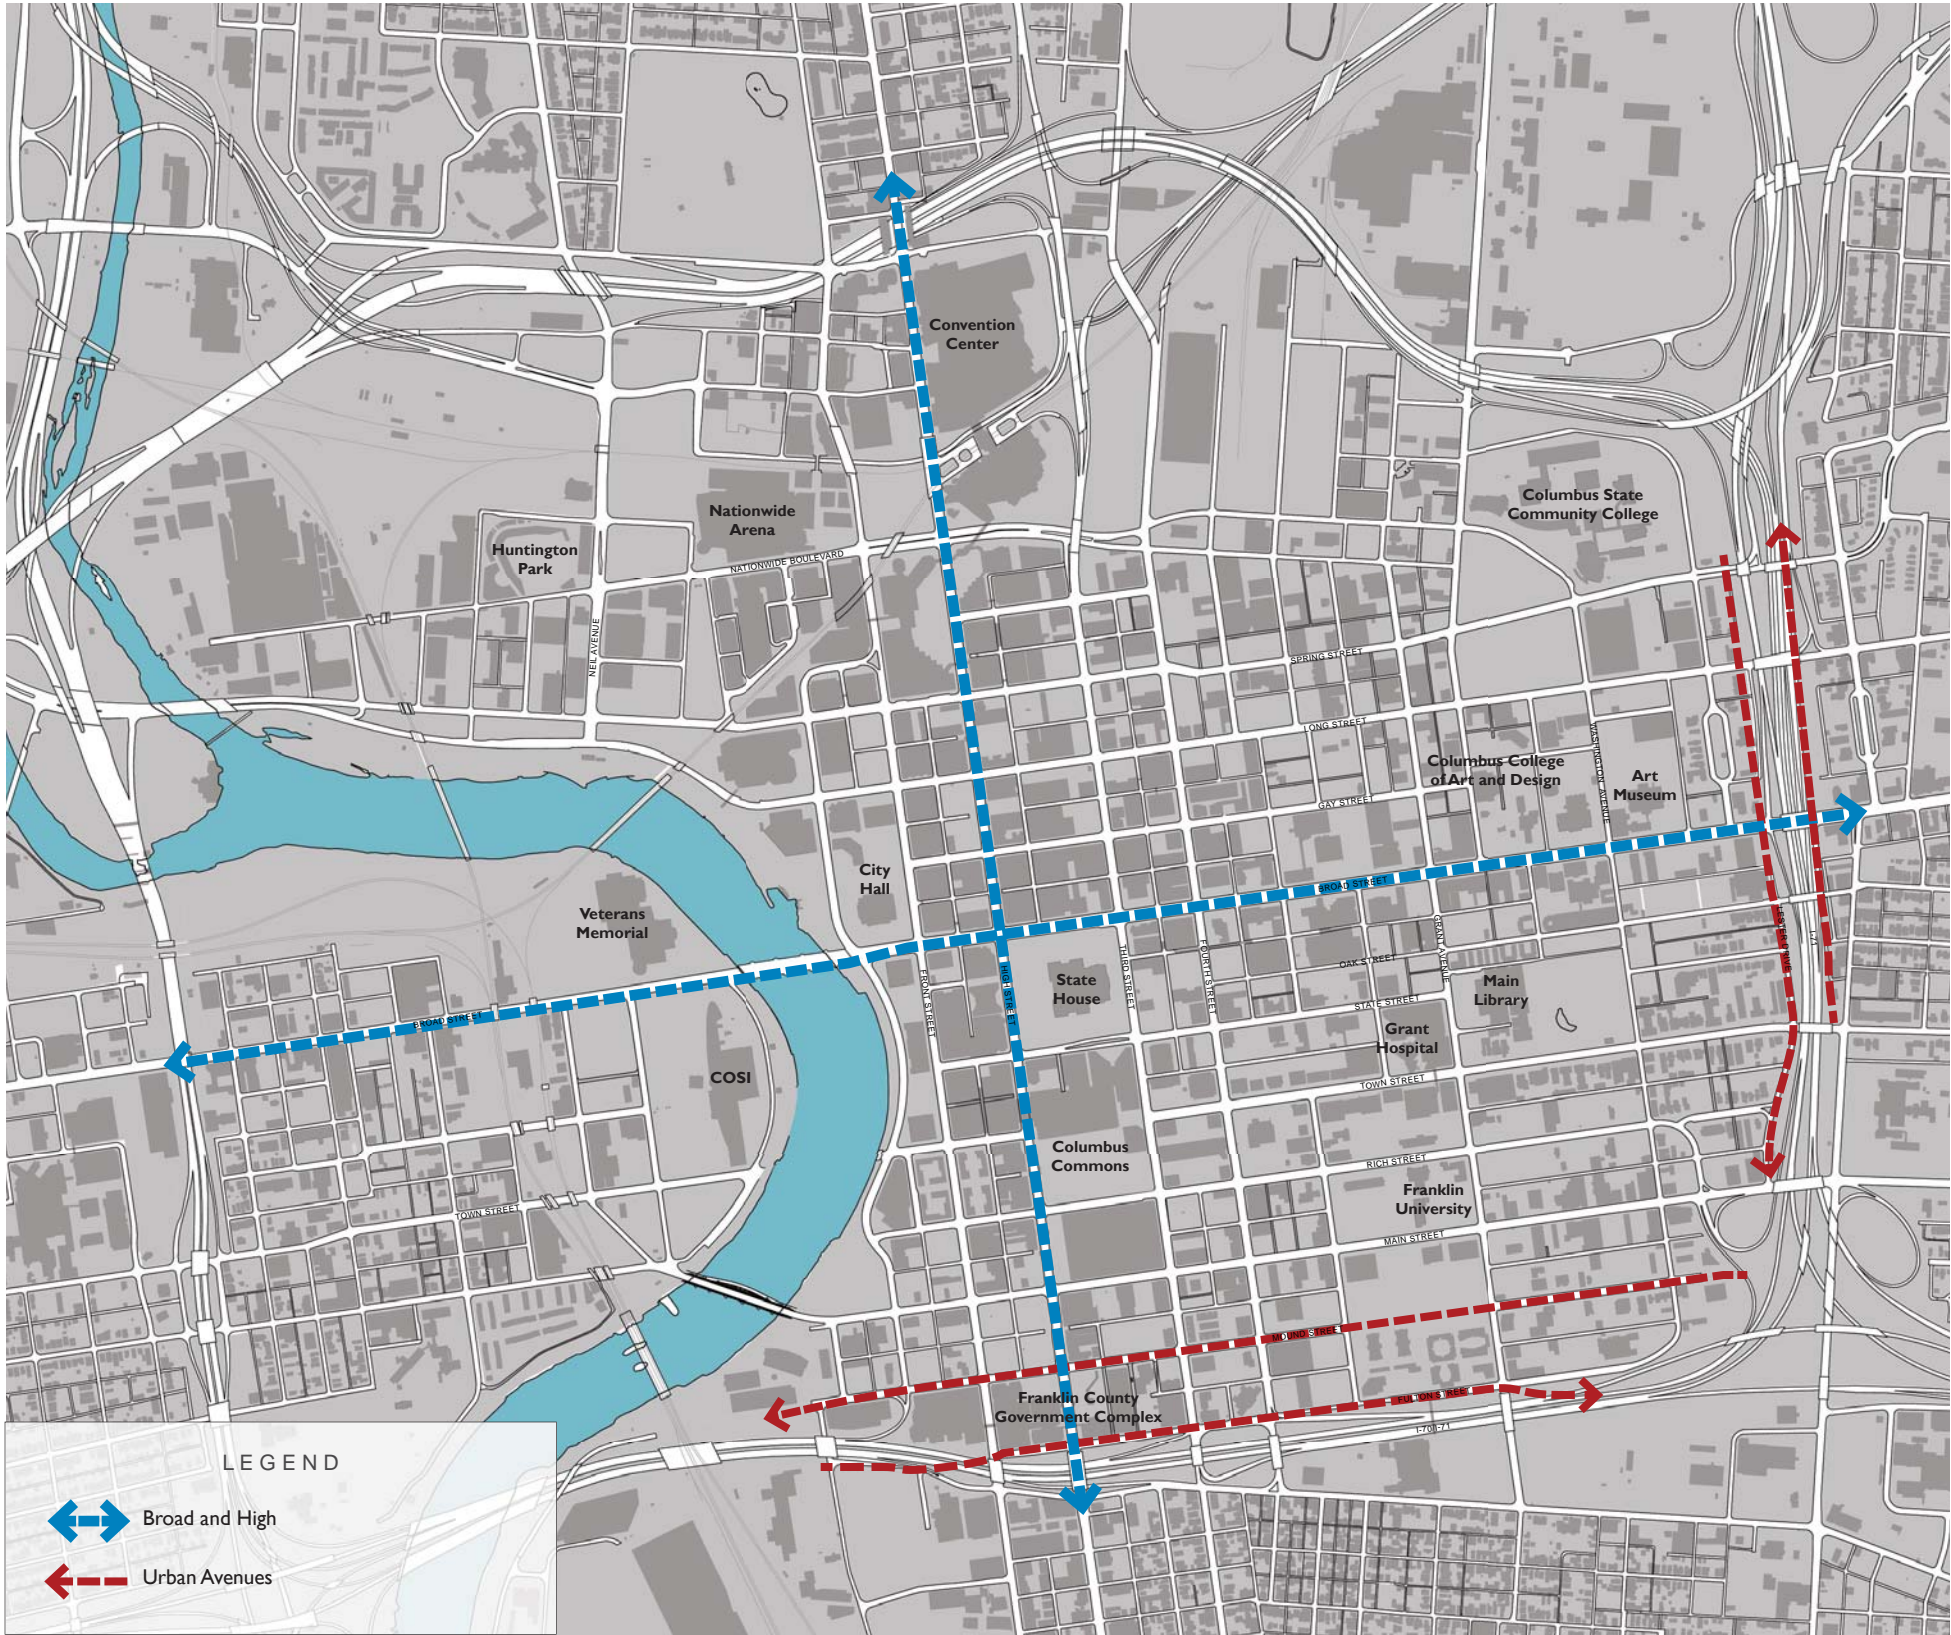 Convention
Center
Columbus State
Community College
Nationwide
Arena
Huntington
Park
NATIONWIDE BOULEVARD
NEIL AVENUE
SPRING STREET
LONG STREET
WASHINGTON AVENUE
Columbus College
of Art and Design
Art
Museum
GAY STREET
City
Hall
BROAD STREET
Veterans
Memorial
GRANT AVENUE
LESTER DRIVE
I-71
FRONT STREET
HIGH STREET
THIRD STREET
FOURTH STREET
OAK STREET
State
House
Main
Library
STATE STREET
BROAD STREET
Grant
Hospital
COSI
TOWN STREET
Columbus
Commons
RICH STREET
Franklin
University
TOWN STREET
MAIN STREET
MOUND STREET
Franklin County
Government Complex
FULTON STREE
I-70/I-71
LEGEND
Broad and High
Urban Avenues